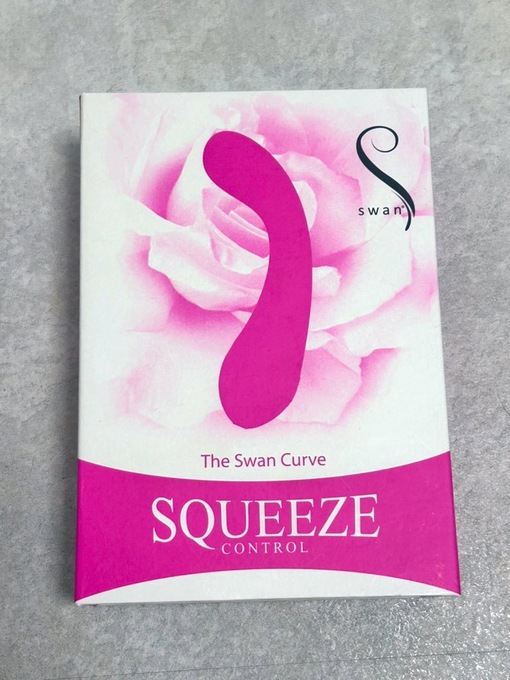 swan®
The Swan Curve
SQUEEZE
CONTROL